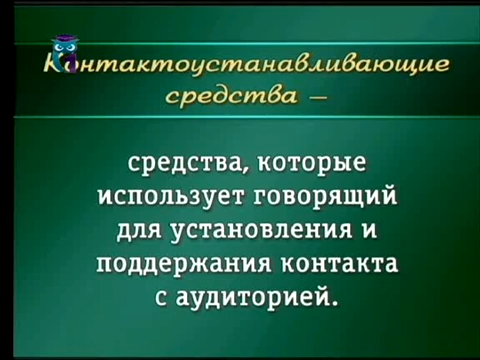 Контактоустанавливающие
средства —
средства, которые
использует говорящий
для установления и
поддержания контакта
с аудиторией.